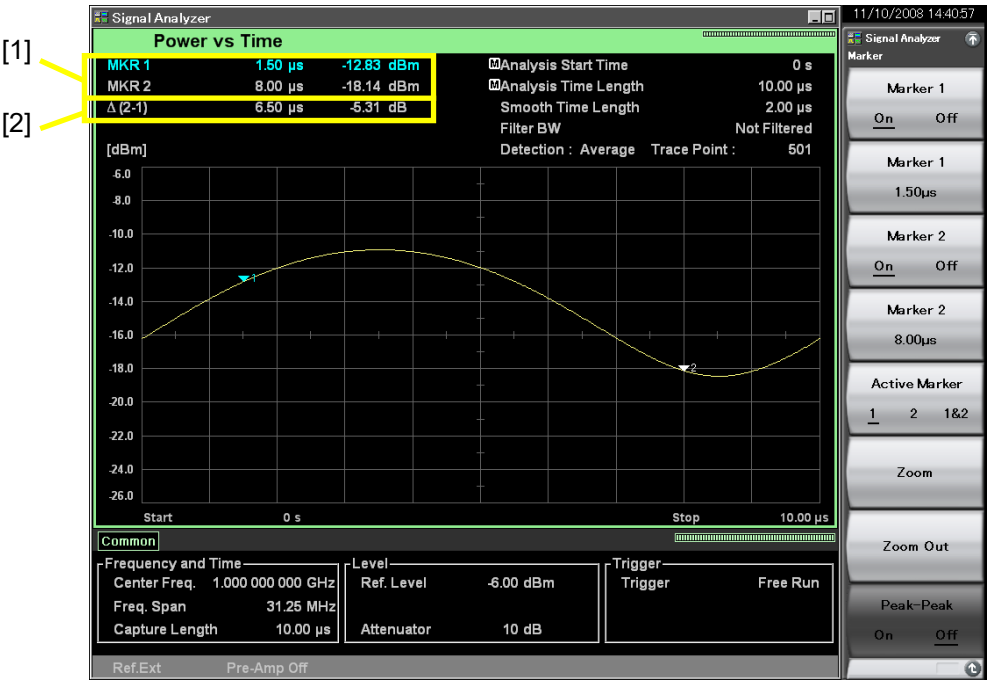 11/10/2008 14:40:57
Signal Analyzer
Power vs Time
[1]
MKR 1 1.50 µs -12.83 dBm
MKR 2 8.00 µs -18.14 dBm
[2]
Δ (2-1) 6.50 µs -5.31 dB
M Analysis Start Time 0 s
M Analysis Time Length 10.00 µs
Smooth Time Length 2.00 µs
Filter BW Not Filtered
Detection : Average Trace Point : 501
[dBm]
-6.0
-8.0
-10.0
-12.0
-14.0
-16.0
-18.0
-20.0
-22.0
-24.0
-26.0
1
2
Start 0 s Stop 10.00 µs
Common
Frequency and Time
Center Freq. 1.000 000 000 GHz
Freq. Span 31.25 MHz
Capture Length 10.00 µs
Level
Ref. Level -6.00 dBm
Attenuator 10 dB
Trigger
Trigger Free Run
Ref.Ext Pre-Amp Off
Signal Analyzer
Marker
Marker 1
On Off
Marker 1
1.50µs
Marker 2
On Off
Marker 2
8.00µs
Active Marker
1 2 1&2
Zoom
Zoom Out
Peak-Peak
On Off